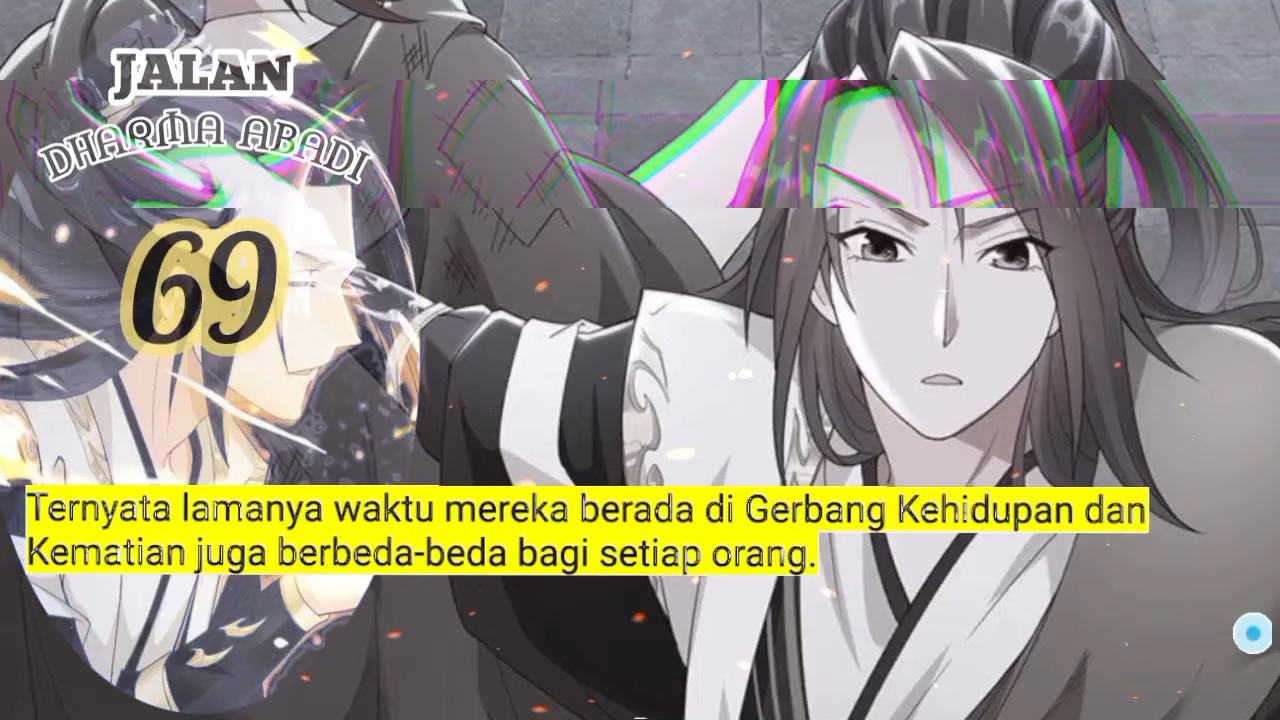 JALAN
DHARMA ABADI
69
Ternyata lamanya waktu mereka berada di Gerbang Kehidupan dan
Kematian juga berbeda-beda bagi setiap orang.